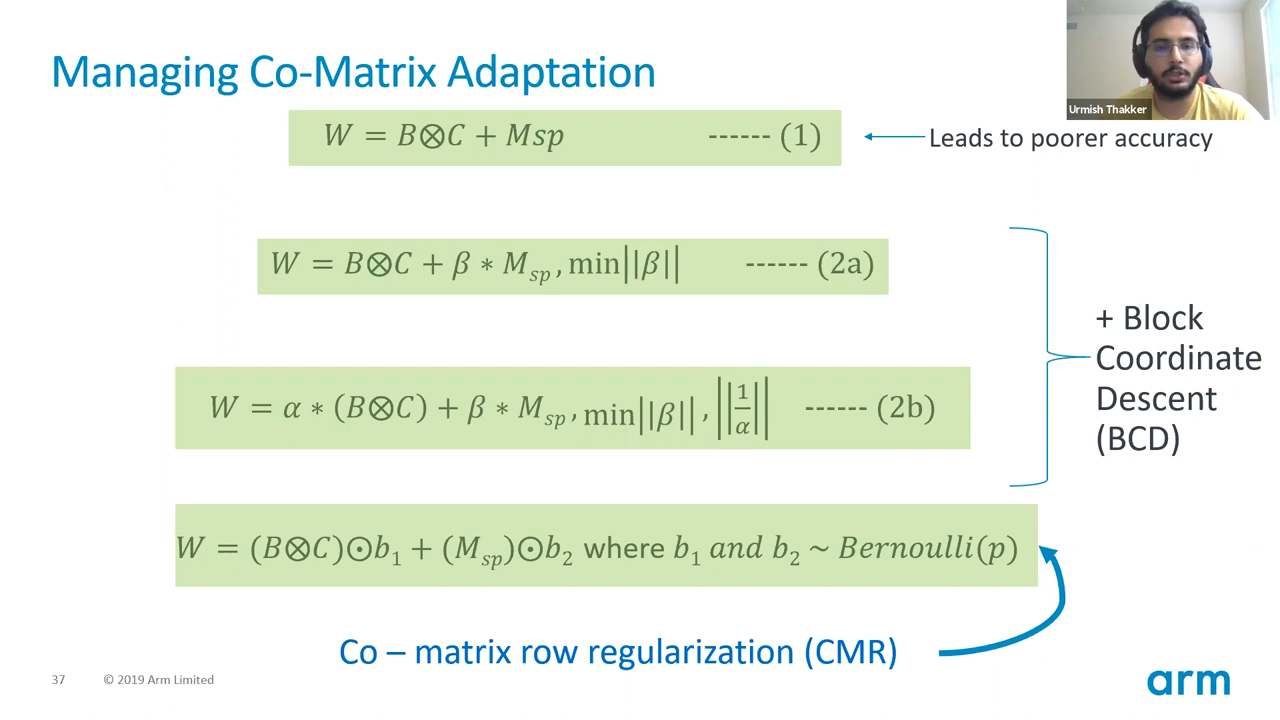 Managing Co-Matrix Adaptation
Urmish Thakker
W = B⊗C + Msp ------ (1)
Leads to poorer accuracy
W = B⊗C + β * M_sp, min||β|| ------ (2a)
+ Block
Coordinate
Descent
(BCD)
W = α * (B⊗C) + β * M_sp, min||β||, ||1/α|| ------ (2b)
W = (B⊗C)⊙b_1 + (M_sp)⊙b_2 where b_1 and b_2 ~ Bernoulli(p)
Co – matrix row regularization (CMR)
37 © 2019 Arm Limited
arm